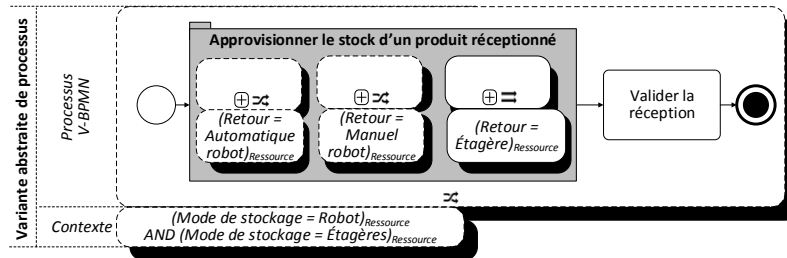 Variante abstraite de processus
Processus
V-BPMN
Approvisionner le stock d'un produit réceptionné
(Retour =
Automatique
robot)Ressource
(Retour =
Manuel
robot)Ressource
(Retour =
Étagère)Ressource
Valider la
réception
Contexte
(Mode de stockage = Robot)Ressource
AND (Mode de stockage = Étagères)Ressource